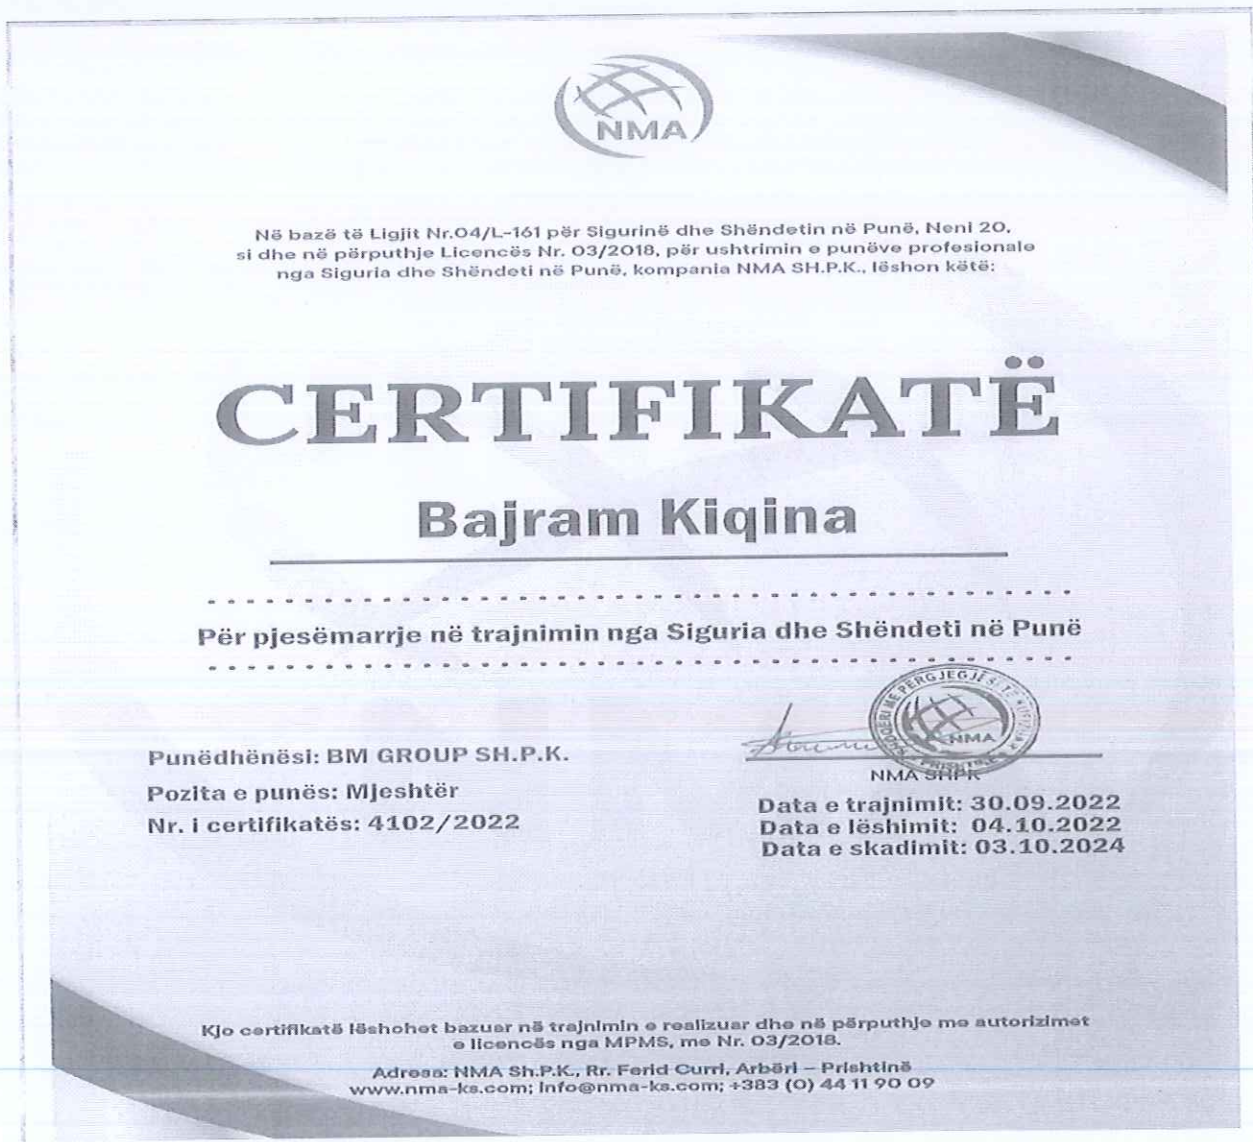 NMA
Në bazë të Ligjit Nr.04/L-161 për Sigurinë dhe Shëndetin në Punë, Neni 20,
si dhe në përputhje Licencës Nr. 03/2018, për ushtrimin e punëve profesionale
nga Siguria dhe Shëndeti në Punë, kompania NMA SH.P.K., lëshon këtë:
CERTIFIKATË
Bajram Kiqina
Për pjesëmarrje në trajnimin nga Siguria dhe Shëndeti në Punë
Punëdhënësi: BM GROUP SH.P.K.
Pozita e punës: Mjeshtër
Nr. i certifikatës: 4102/2022
ME PËRGJEGJËSI
NMA
PRISHTINË
NMA SHPK
Data e trajnimit: 30.09.2022
Data e lëshimit: 04.10.2022
Data e skadimit: 03.10.2024
Kjo certifikatë lëshohet bazuar në trajnimin e realizuar dhe në përputhje me autorizimet
e licencës nga MPMS, me Nr. 03/2018.
Adresa: NMA Sh.P.K., Rr. Ferid Curri, Arbëri – Prishtinë
www.nma-ks.com; info@nma-ks.com; +383 (0) 44 11 90 09